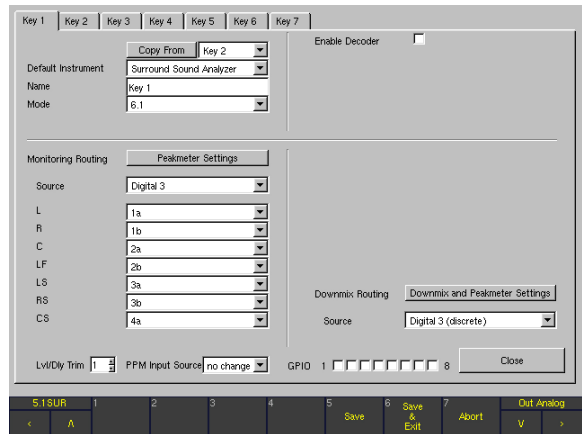 Key 1 Key 2 Key 3 Key 4 Key 5 Key 6 Key 7
Copy From Key 2
Enable Decoder
Default Instrument Surround Sound Analyzer
Name Key 1
Mode 6.1
Monitoring Routing Peakmeter Settings
Source Digital 3
L 1a
R 1b
C 2a
LF 2b
LS 3a
RS 3b
CS 4a
Downmix Routing Downmix and Peakmeter Settings
Source Digital 3 (discrete)
Lvl/Dly Trim 1 PPM Input Source no change GPIO 1 8 Close
5.1SUR 1 2 3 4 5 6 7 Out Analog
< Λ Save Save & Exit Abort V >